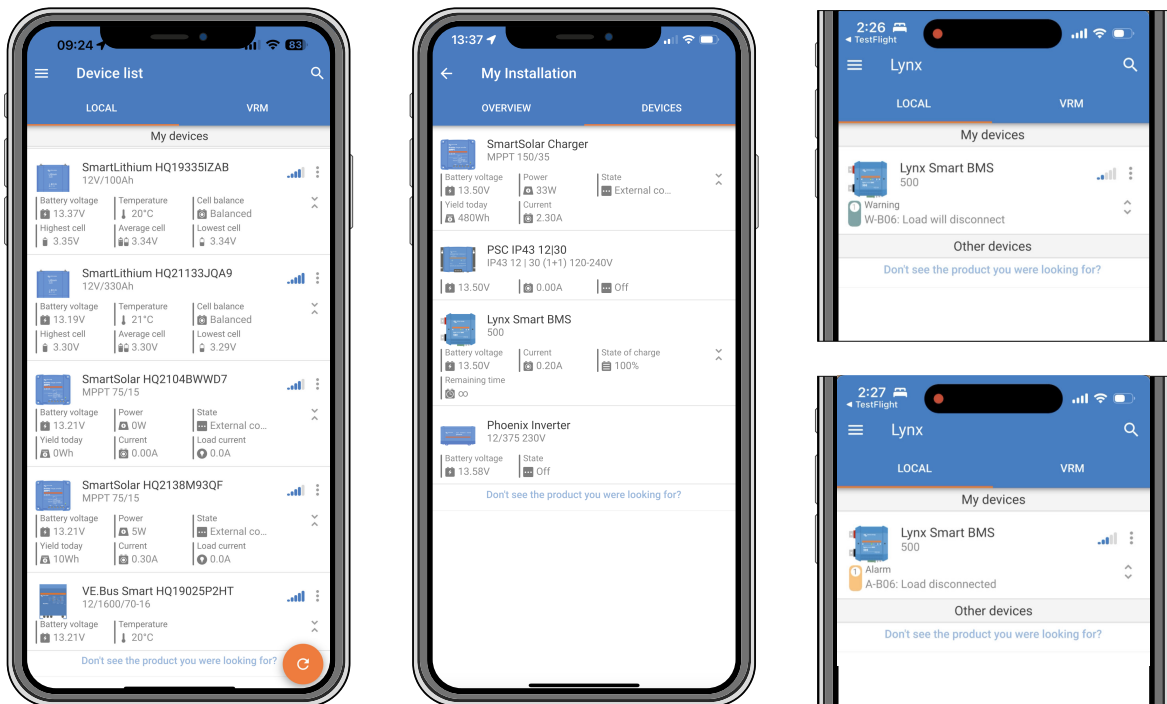 09:24
83
Device list
LOCAL VRM
My devices
SmartLithium HQ19335IZAB
12V/100Ah
Battery voltage Temperature Cell balance
13.37V 20°C Balanced
Highest cell Average cell Lowest cell
3.35V 3.34V 3.34V
SmartLithium HQ21133JQA9
12V/330Ah
Battery voltage Temperature Cell balance
13.19V 21°C Balanced
Highest cell Average cell Lowest cell
3.30V 3.30V 3.29V
SmartSolar HQ2104BWWD7
MPPT 75/15
Battery voltage Power State
13.21V 0W External co...
Yield today Current Load current
0Wh 0.00A 0.0A
SmartSolar HQ2138M93QF
MPPT 75/15
Battery voltage Power State
13.21V 5W External co...
Yield today Current Load current
10Wh 0.30A 0.0A
VE.Bus Smart HQ19025P2HT
12/1600/70-16
Battery voltage Temperature
13.21V 20°C
Don't see the product you were looking for?
13:37
My Installation
OVERVIEW DEVICES
SmartSolar Charger
MPPT 150/35
Battery voltage Power State
13.50V 33W External co...
Yield today Current
480Wh 2.30A
PSC IP43 12|30
IP43 12 | 30 (1+1) 120-240V
13.50V 0.00A Off
Lynx Smart BMS
500
Battery voltage Current State of charge
13.50V 0.20A 100%
Remaining time
∞
Phoenix Inverter
12/375 230V
Battery voltage State
13.58V Off
Don't see the product you were looking for?
2:26
◀ TestFlight
Lynx
LOCAL VRM
My devices
Lynx Smart BMS
500
1 Warning
W-B06: Load will disconnect
Other devices
Don't see the product you were looking for?
2:27
◀ TestFlight
Lynx
LOCAL VRM
My devices
Lynx Smart BMS
500
1 Alarm
A-B06: Load disconnected
Other devices
Don't see the product you were looking for?